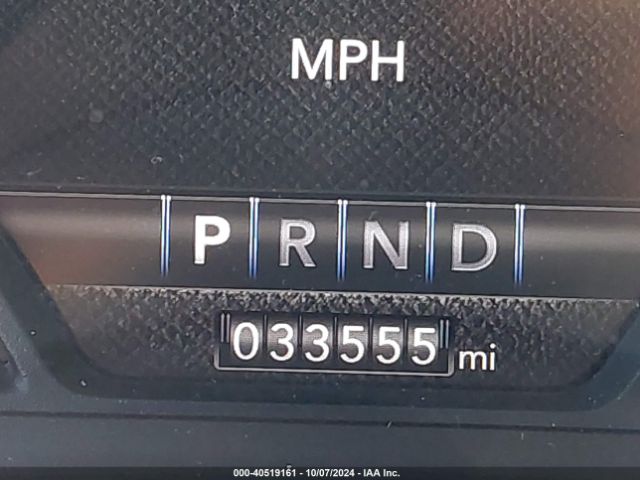 MPH
P R N D
033555 mi
000-40519161 - 10/07/2024 - IAA Inc.